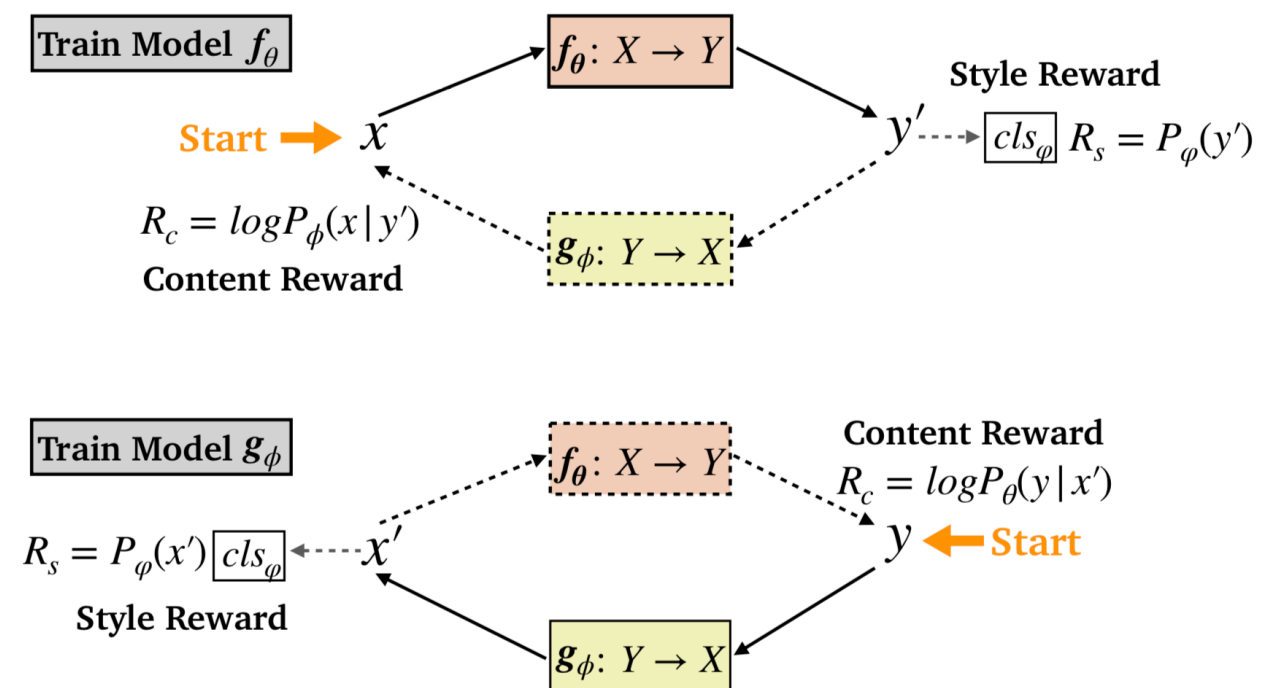 Train Model f_θ
f_θ: X → Y
Style Reward
Start
x
y′
cls_φ R_s = P_φ(y′)
R_c = logP_ϕ(x|y′)
Content Reward
g_ϕ: Y → X
Train Model g_ϕ
f_θ: X → Y
Content Reward
R_c = logP_θ(y|x′)
R_s = P_φ(x′) cls_φ
x′
y
Start
Style Reward
g_ϕ: Y → X